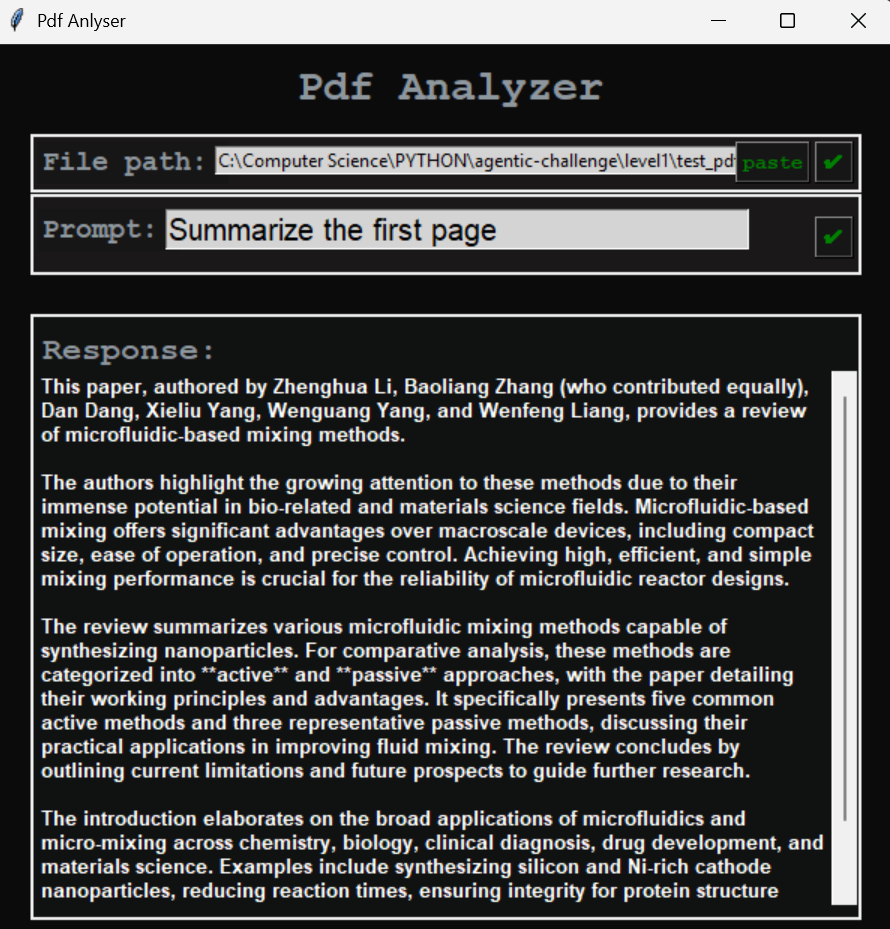 Pdf Anlyser
Pdf Analyzer
File path: C:\Computer Science\PYTHON\agentic-challenge\level1\test_pd paste ✔
Prompt: Summarize the first page ✔
Response:
This paper, authored by Zhenghua Li, Baoliang Zhang (who contributed equally),
Dan Dang, Xieliu Yang, Wenguang Yang, and Wenfeng Liang, provides a review
of microfluidic-based mixing methods.
The authors highlight the growing attention to these methods due to their
immense potential in bio-related and materials science fields. Microfluidic-based
mixing offers significant advantages over macroscale devices, including compact
size, ease of operation, and precise control. Achieving high, efficient, and simple
mixing performance is crucial for the reliability of microfluidic reactor designs.
The review summarizes various microfluidic mixing methods capable of
synthesizing nanoparticles. For comparative analysis, these methods are
categorized into **active** and **passive** approaches, with the paper detailing
their working principles and advantages. It specifically presents five common
active methods and three representative passive methods, discussing their
practical applications in improving fluid mixing. The review concludes by
outlining current limitations and future prospects to guide further research.
The introduction elaborates on the broad applications of microfluidics and
micro-mixing across chemistry, biology, clinical diagnosis, drug development, and
materials science. Examples include synthesizing silicon and Ni-rich cathode
nanoparticles, reducing reaction times, ensuring integrity for protein structure